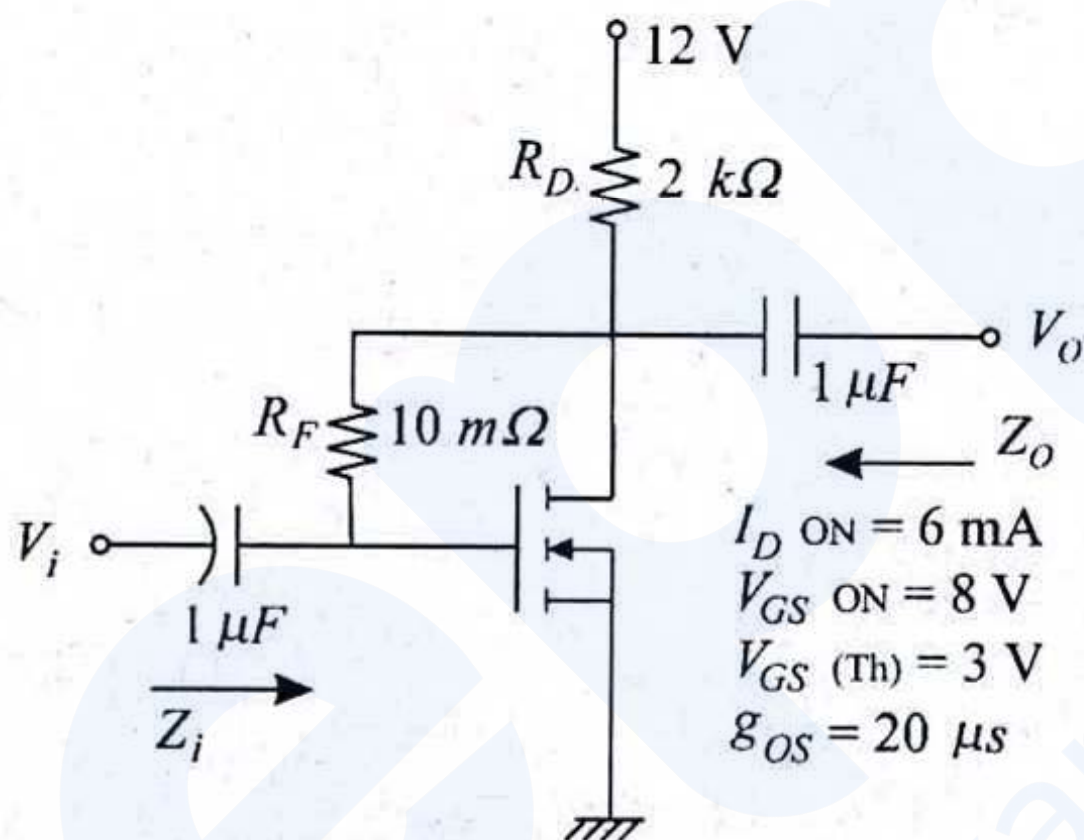 12 V
R_D. 2 kΩ
V_O
1 μF
R_F 10 mΩ
Z_O
V_i
1 μF
Z_i
I_D ON = 6 mA
V_GS ON = 8 V
V_GS (Th) = 3 V
g_OS = 20 μs